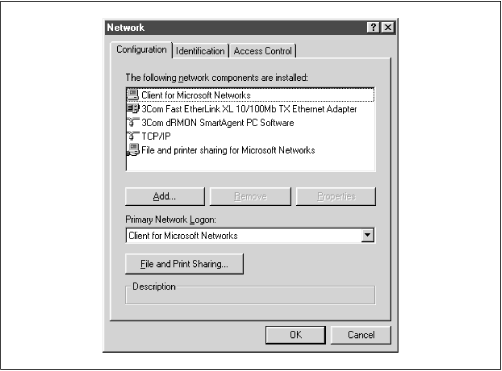 Network
Configuration Identification Access Control
The following network components are installed:
Client for Microsoft Networks
3Com Fast EtherLink XL 10/100Mb TX Ethernet Adapter
3Com dRMON SmartAgent PC Software
TCP/IP
File and printer sharing for Microsoft Networks
Add... Remove Properties
Primary Network Logon:
Client for Microsoft Networks
File and Print Sharing...
Description
OK Cancel